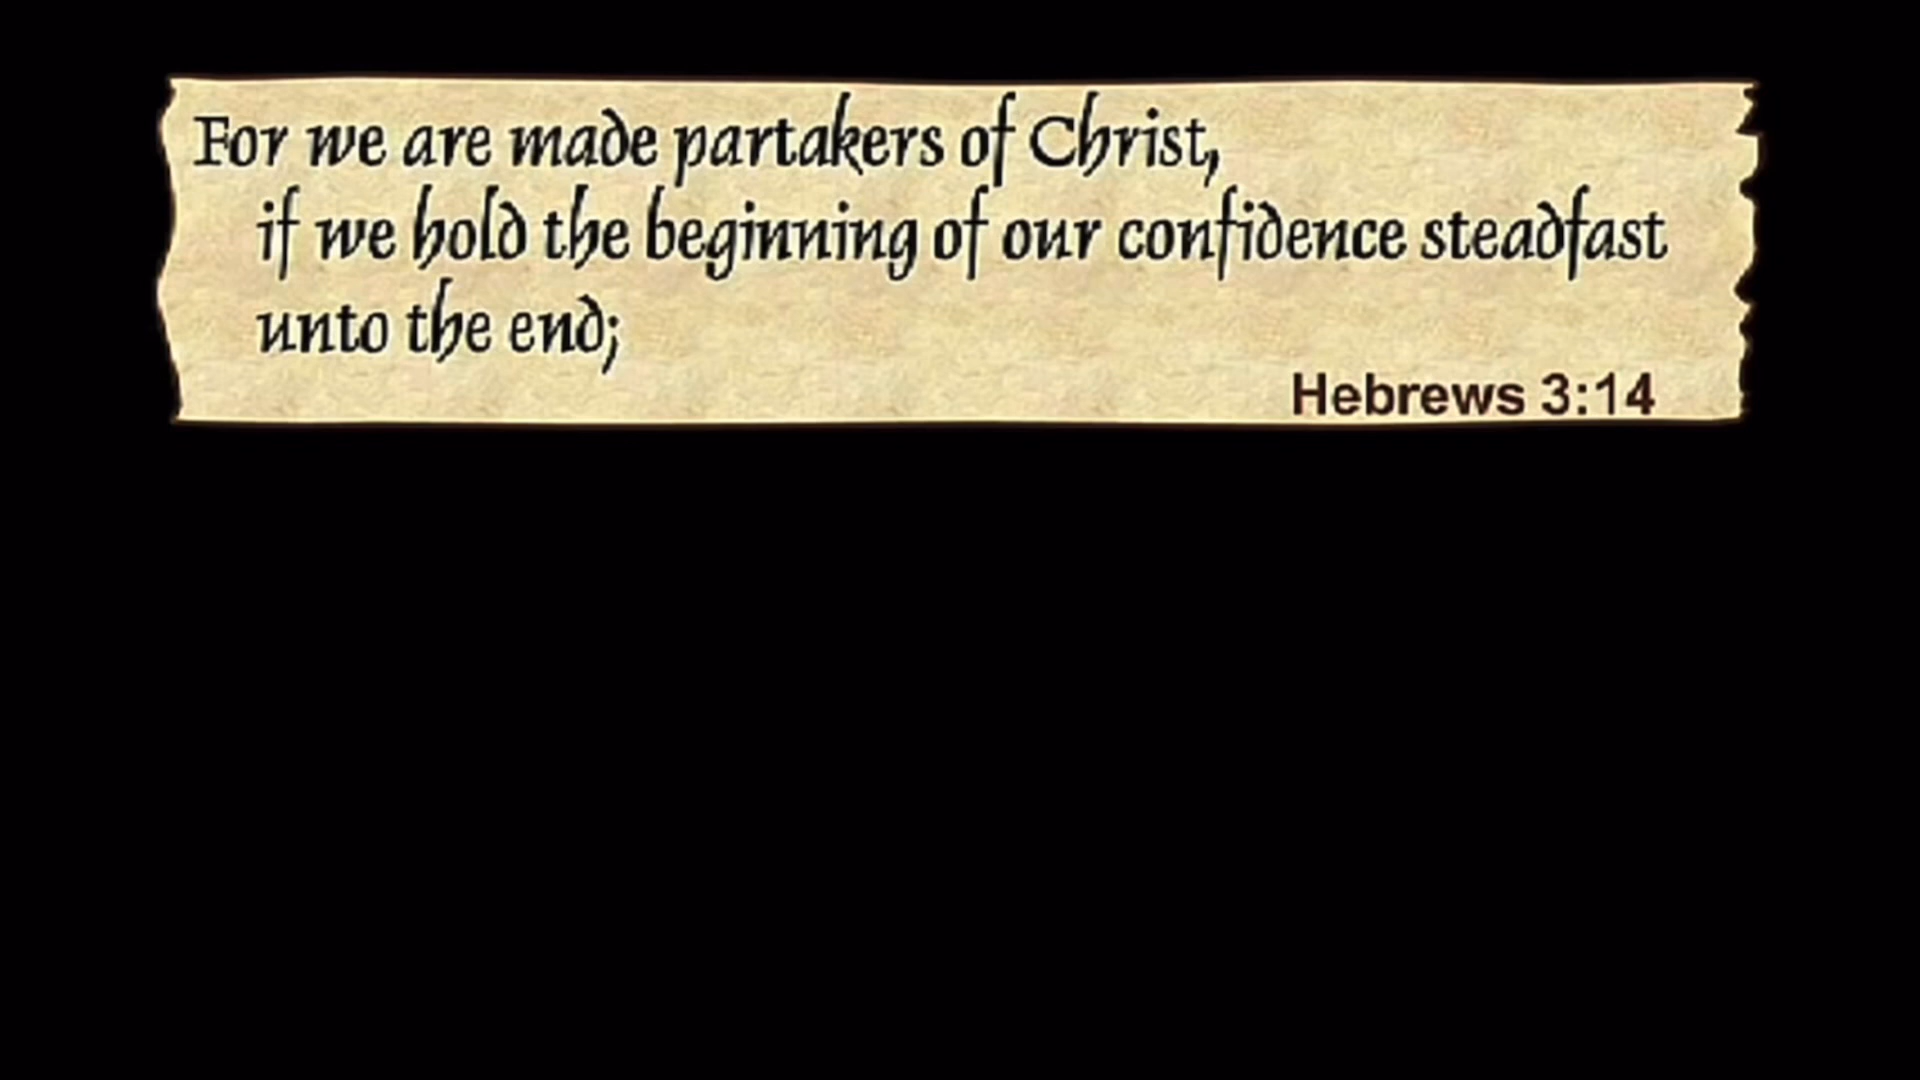 For we are made partakers of Christ,
if we hold the beginning of our confidence steadfast
unto the end;
Hebrews 3:14